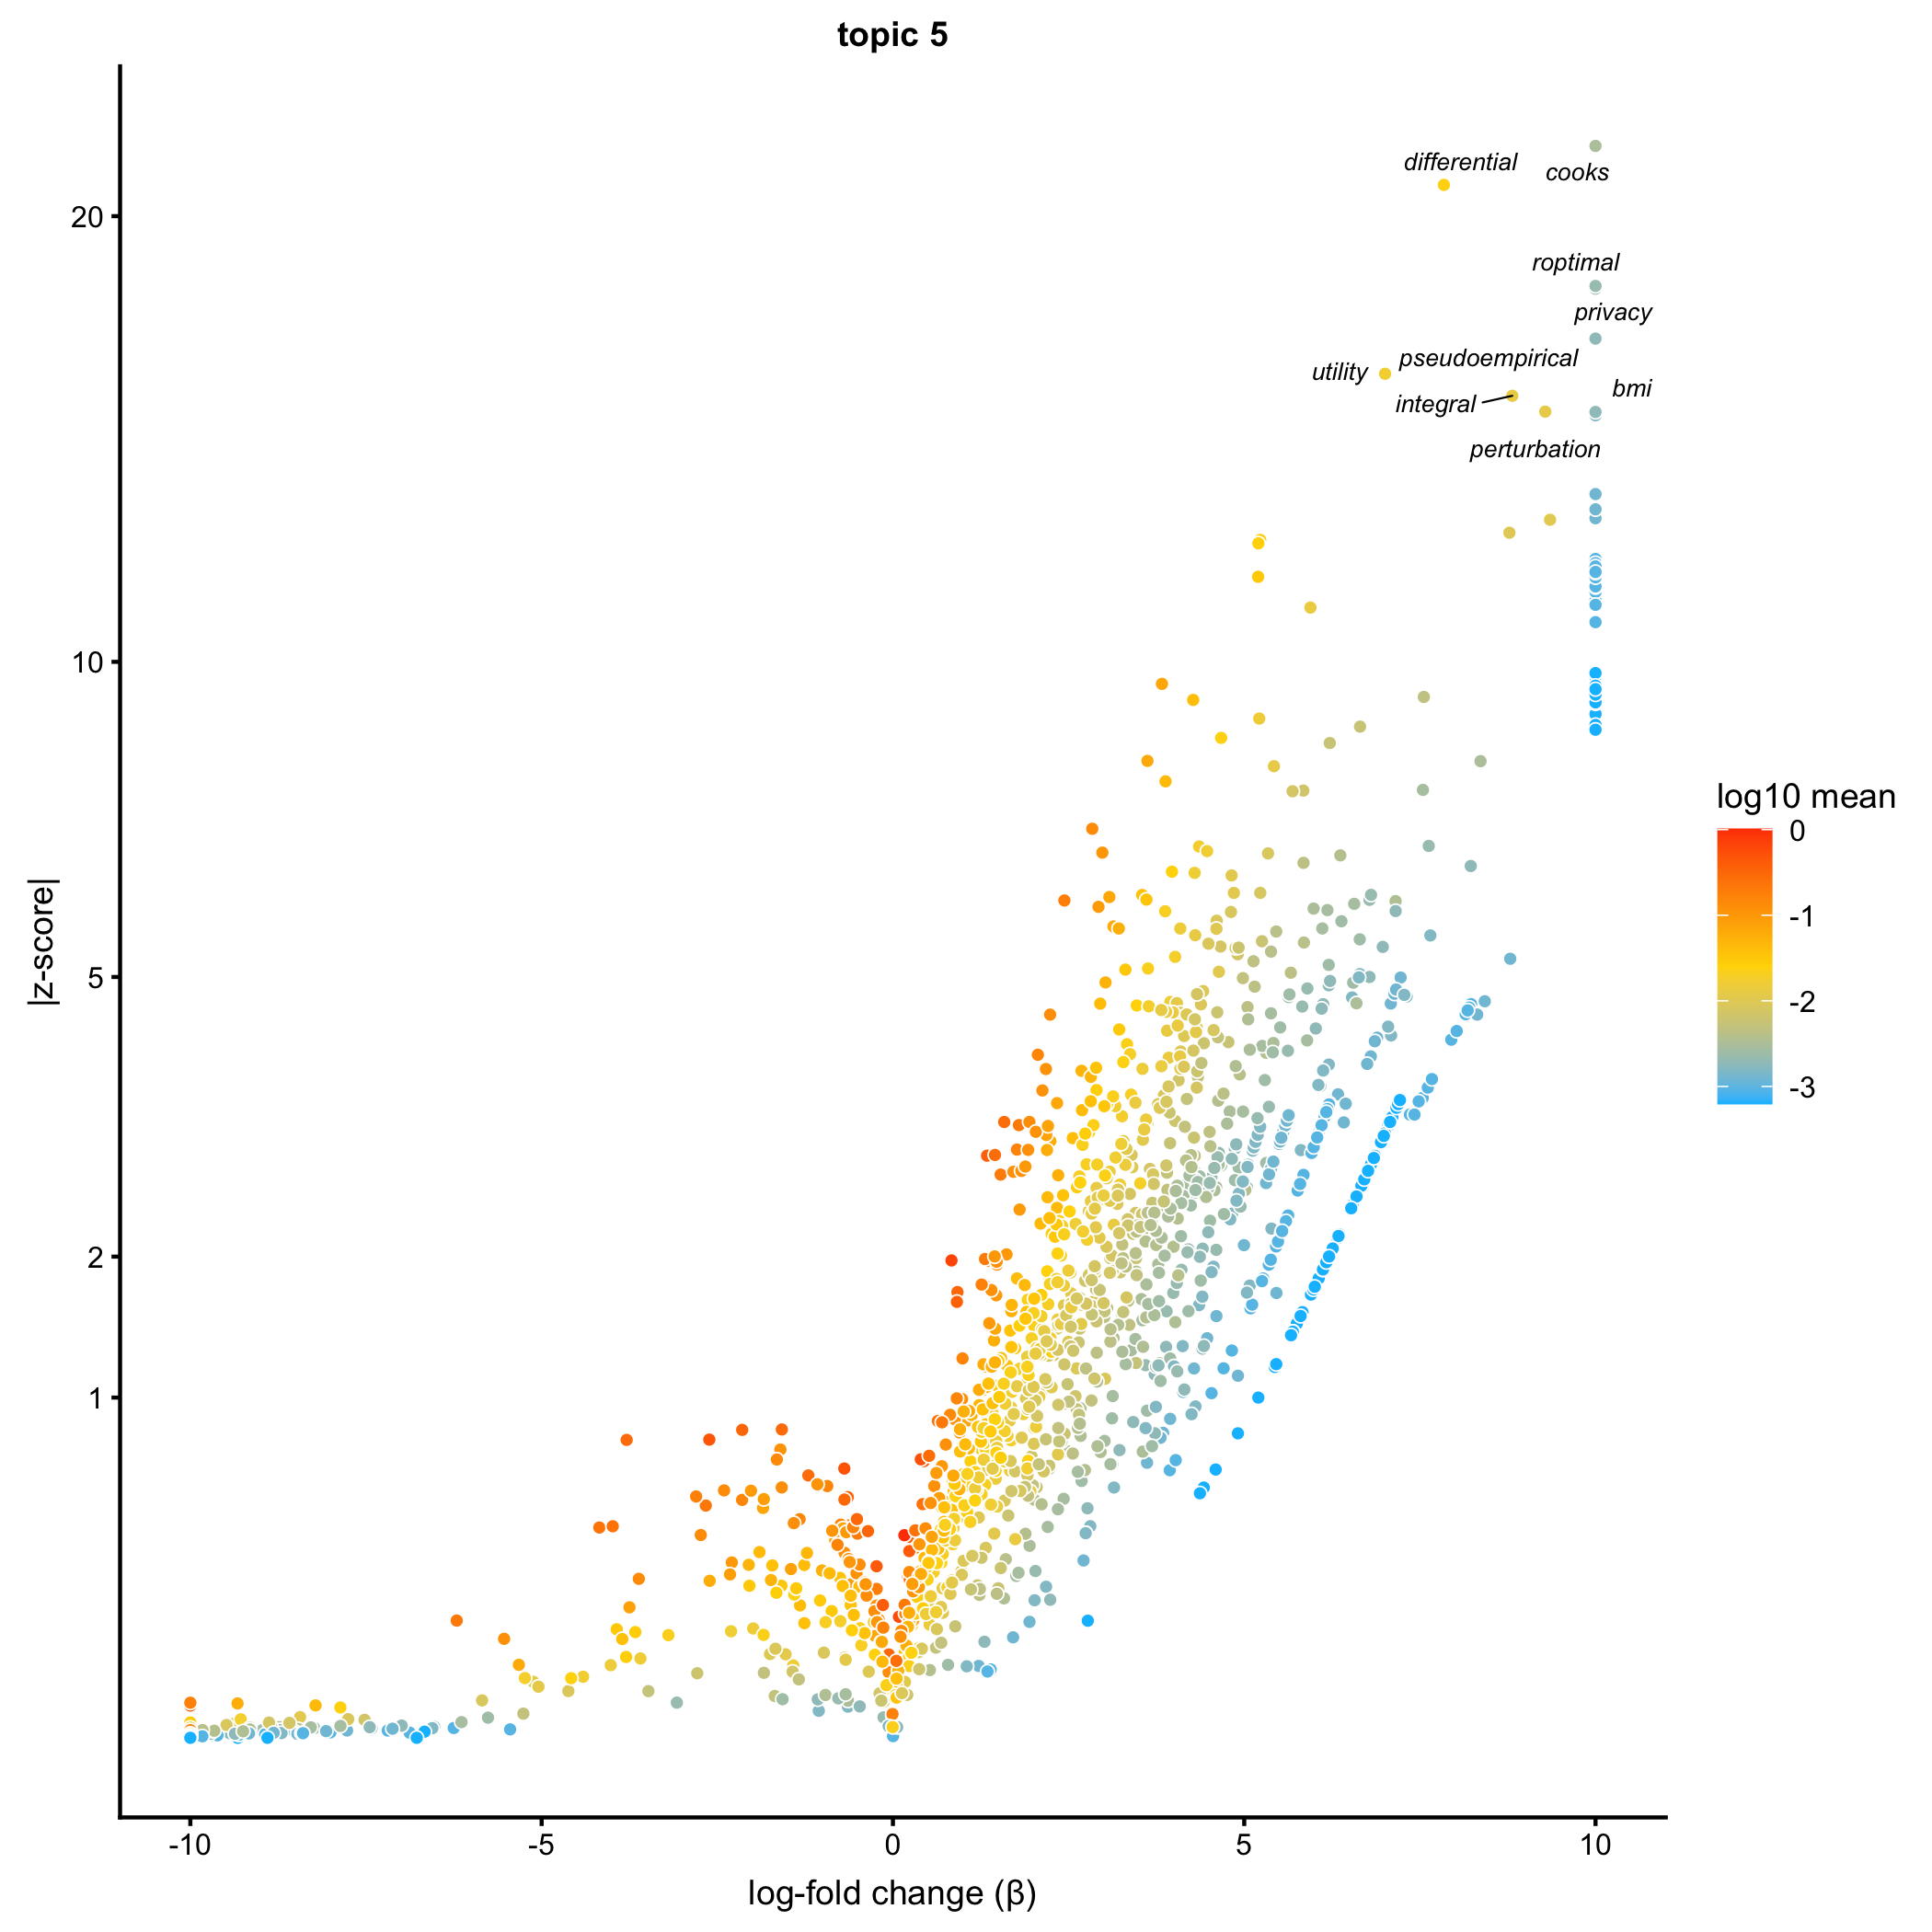 topic 5
differential
cooks
20
roptimal
privacy
pseudoempirical
utility
bmi
integral
perturbation
10
|z-score|
5
2
1
log10 mean
0
-1
-2
-3
-10
-5
0
5
10
log-fold change (β)